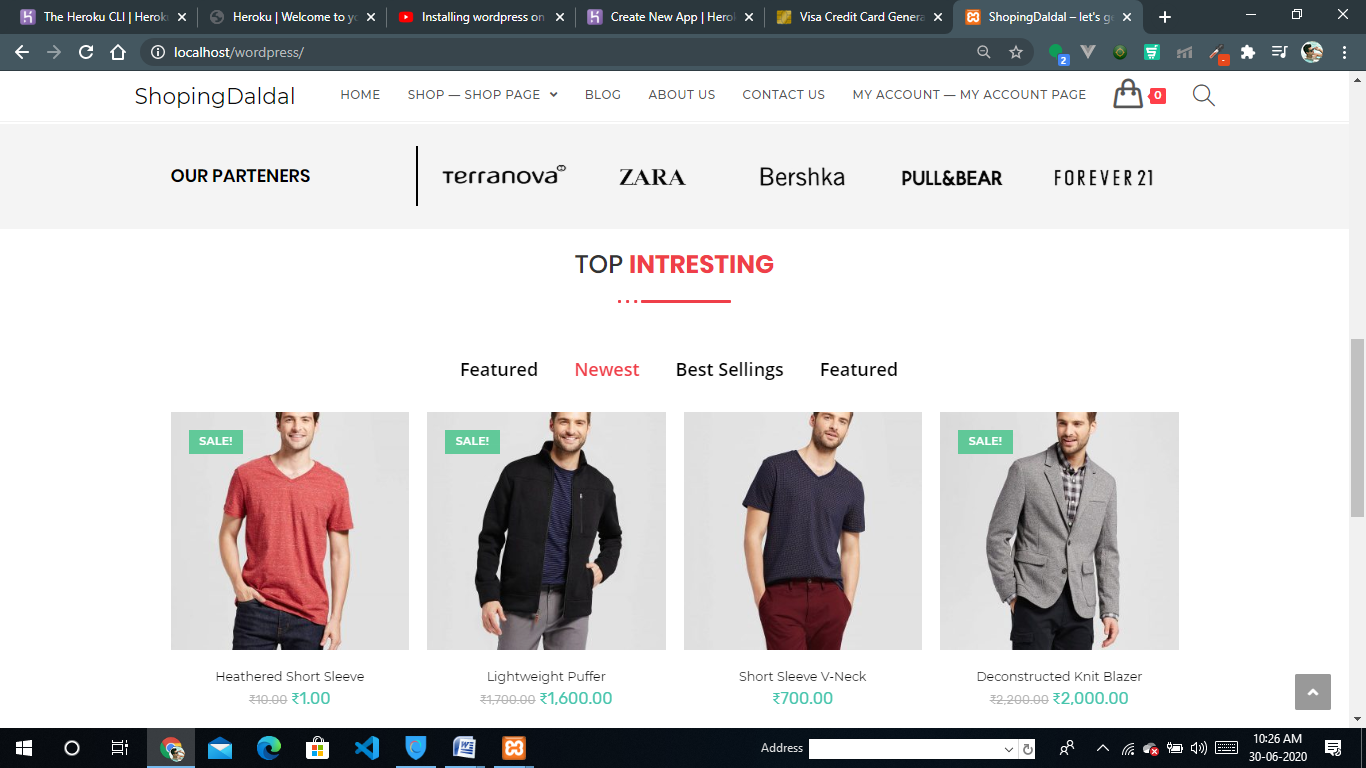 The Heroku CLI | Heroku
Heroku | Welcome to yo
Installing wordpress on
Create New App | Herol
Visa Credit Card Genera
ShopingDaldal – let's ge
localhost/wordpress/
2
ShopingDaldal
HOME
SHOP — SHOP PAGE
BLOG
ABOUT US
CONTACT US
MY ACCOUNT — MY ACCOUNT PAGE
0
OUR PARTENERS
TERRANOVA
ZARA
Bershka
PULL&BEAR
FOREVER 21
TOP INTRESTING
Featured
Newest
Best Sellings
Featured
SALE!
SALE!
SALE!
Heathered Short Sleeve
₹10.00 ₹1.00
Lightweight Puffer
₹1,700.00 ₹1,600.00
Short Sleeve V-Neck
₹700.00
Deconstructed Knit Blazer
₹2,200.00 ₹2,000.00
Address
10:26 AM
30-06-2020